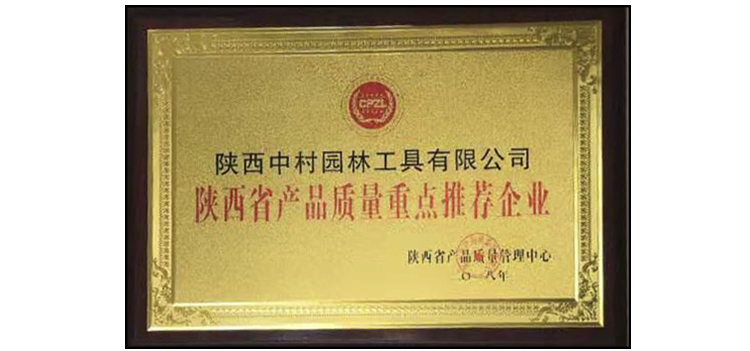 CPZL
陕西中村园林工具有限公司
陕西省产品质量重点推荐企业
陕西省产品质量管理中心
二〇一八年